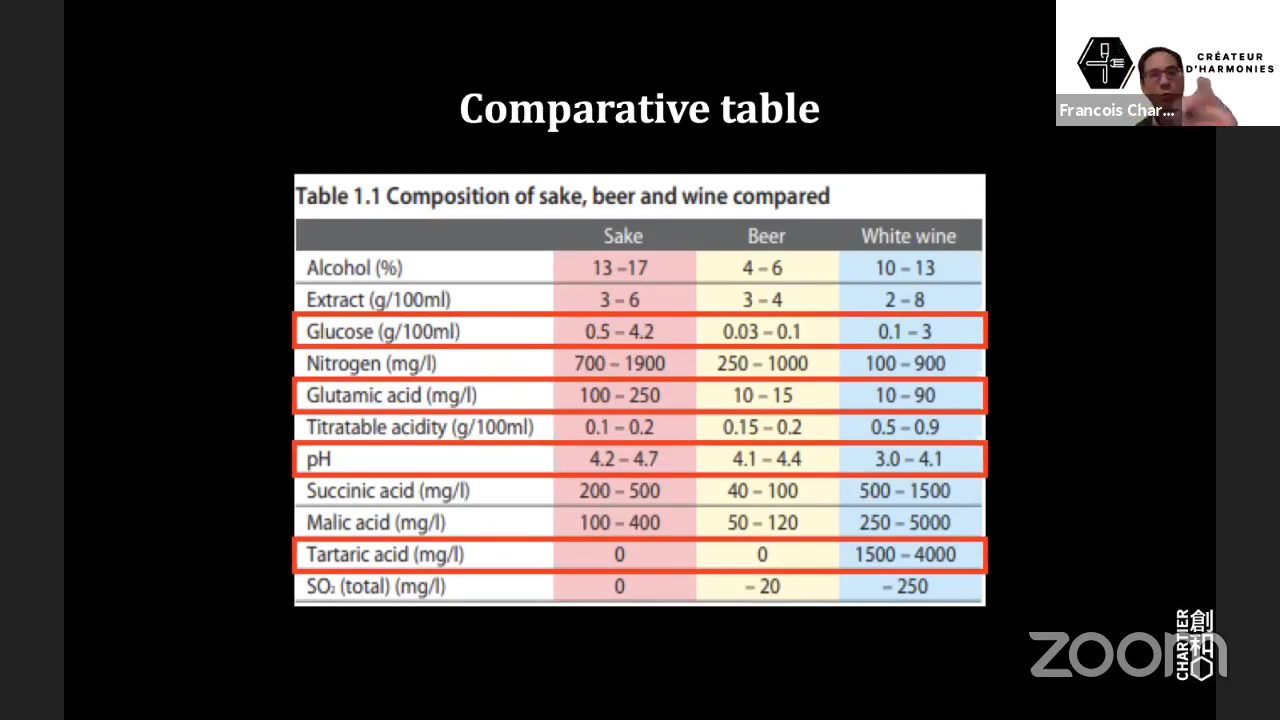 CRÉATEUR
D'HARMONIES
Francois Char...
Comparative table
Table 1.1 Composition of sake, beer and wine compared
Sake Beer White wine
Alcohol (%) 13 –17 4 – 6 10 – 13
Extract (g/100ml) 3 – 6 3 – 4 2 – 8
Glucose (g/100ml) 0.5 – 4.2 0.03 – 0.1 0.1 – 3
Nitrogen (mg/l) 700 – 1900 250 – 1000 100 – 900
Glutamic acid (mg/l) 100 – 250 10 – 15 10 – 90
Titratable acidity (g/100ml) 0.1 – 0.2 0.15 – 0.2 0.5 – 0.9
pH 4.2 – 4.7 4.1 – 4.4 3.0 – 4.1
Succinic acid (mg/l) 200 – 500 40 – 100 500 – 1500
Malic acid (mg/l) 100 – 400 50 – 120 250 – 5000
Tartaric acid (mg/l) 0 0 1500 – 4000
SO₂ (total) (mg/l) 0 – 20 – 250
CHARTIER
創和
zoom